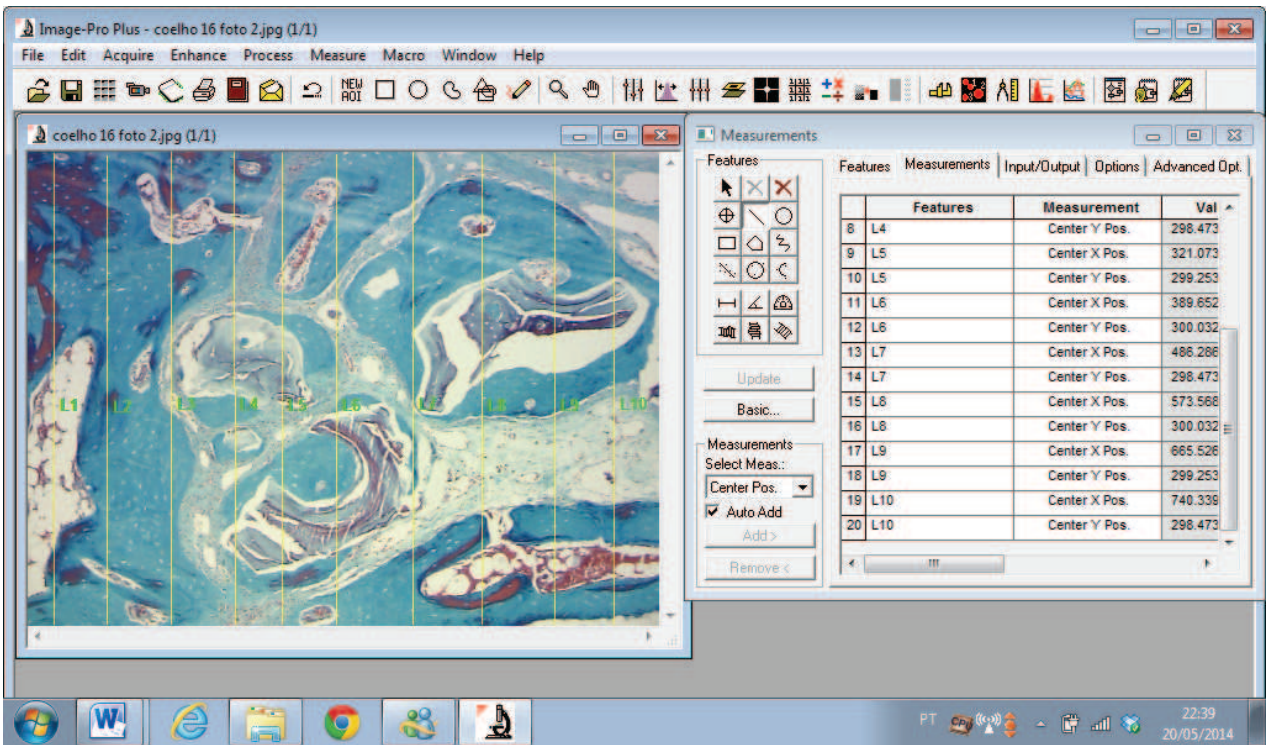 Image-Pro Plus - coelho 16 foto 2.jpg (1/1)
File Edit Acquire Enhance Process Measure Macro Window Help
NEW AOI
coelho 16 foto 2.jpg (1/1)
L1 L2 L3 L4 L5 L6 L7 L8 L9 L10
Measurements
Features
Update
Basic...
Measurements
Select Meas.:
Center Pos.
Auto Add
Add >
Remove <
Features Measurements Input/Output Options Advanced Opt.
Features Measurement Val
8 L4 Center Y Pos. 298.473
9 L5 Center X Pos. 321.073
10 L5 Center Y Pos. 299.253
11 L6 Center X Pos. 389.652
12 L6 Center Y Pos. 300.032
13 L7 Center X Pos. 486.286
14 L7 Center Y Pos. 298.473
15 L8 Center X Pos. 573.568
16 L8 Center Y Pos. 300.032
17 L9 Center X Pos. 665.526
18 L9 Center Y Pos. 299.253
19 L10 Center X Pos. 740.339
20 L10 Center Y Pos. 298.473
PT 22:39
20/05/2014